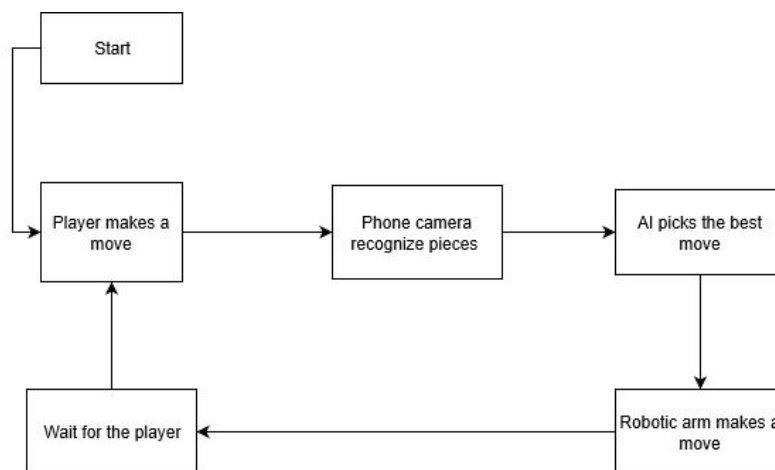 Start
Player makes a
move
Phone camera
recognize pieces
AI picks the best
move
Wait for the player
Robotic arm makes a
move